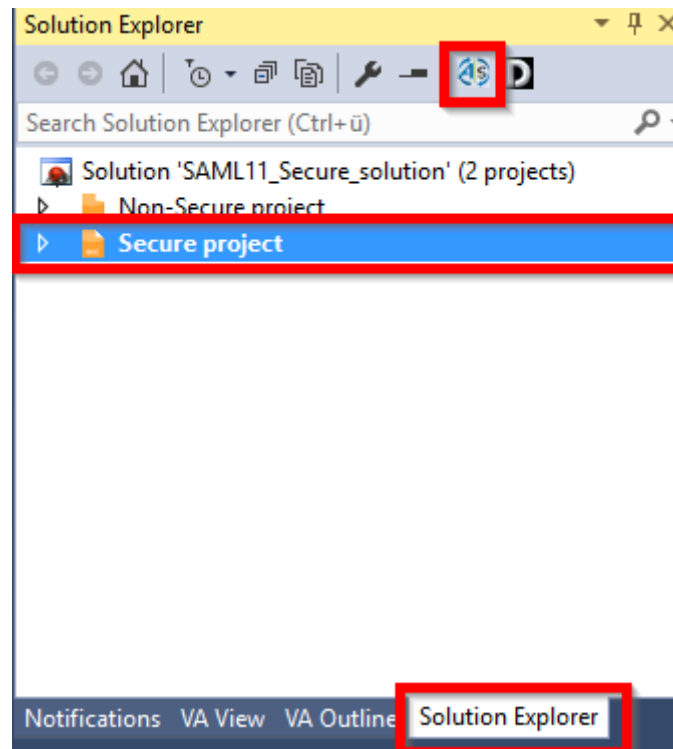 Solution Explorer
Search Solution Explorer (Ctrl+ü)
Solution 'SAML11_Secure_solution' (2 projects)
Non-Secure project
Secure project
Notifications VA View VA Outline Solution Explorer